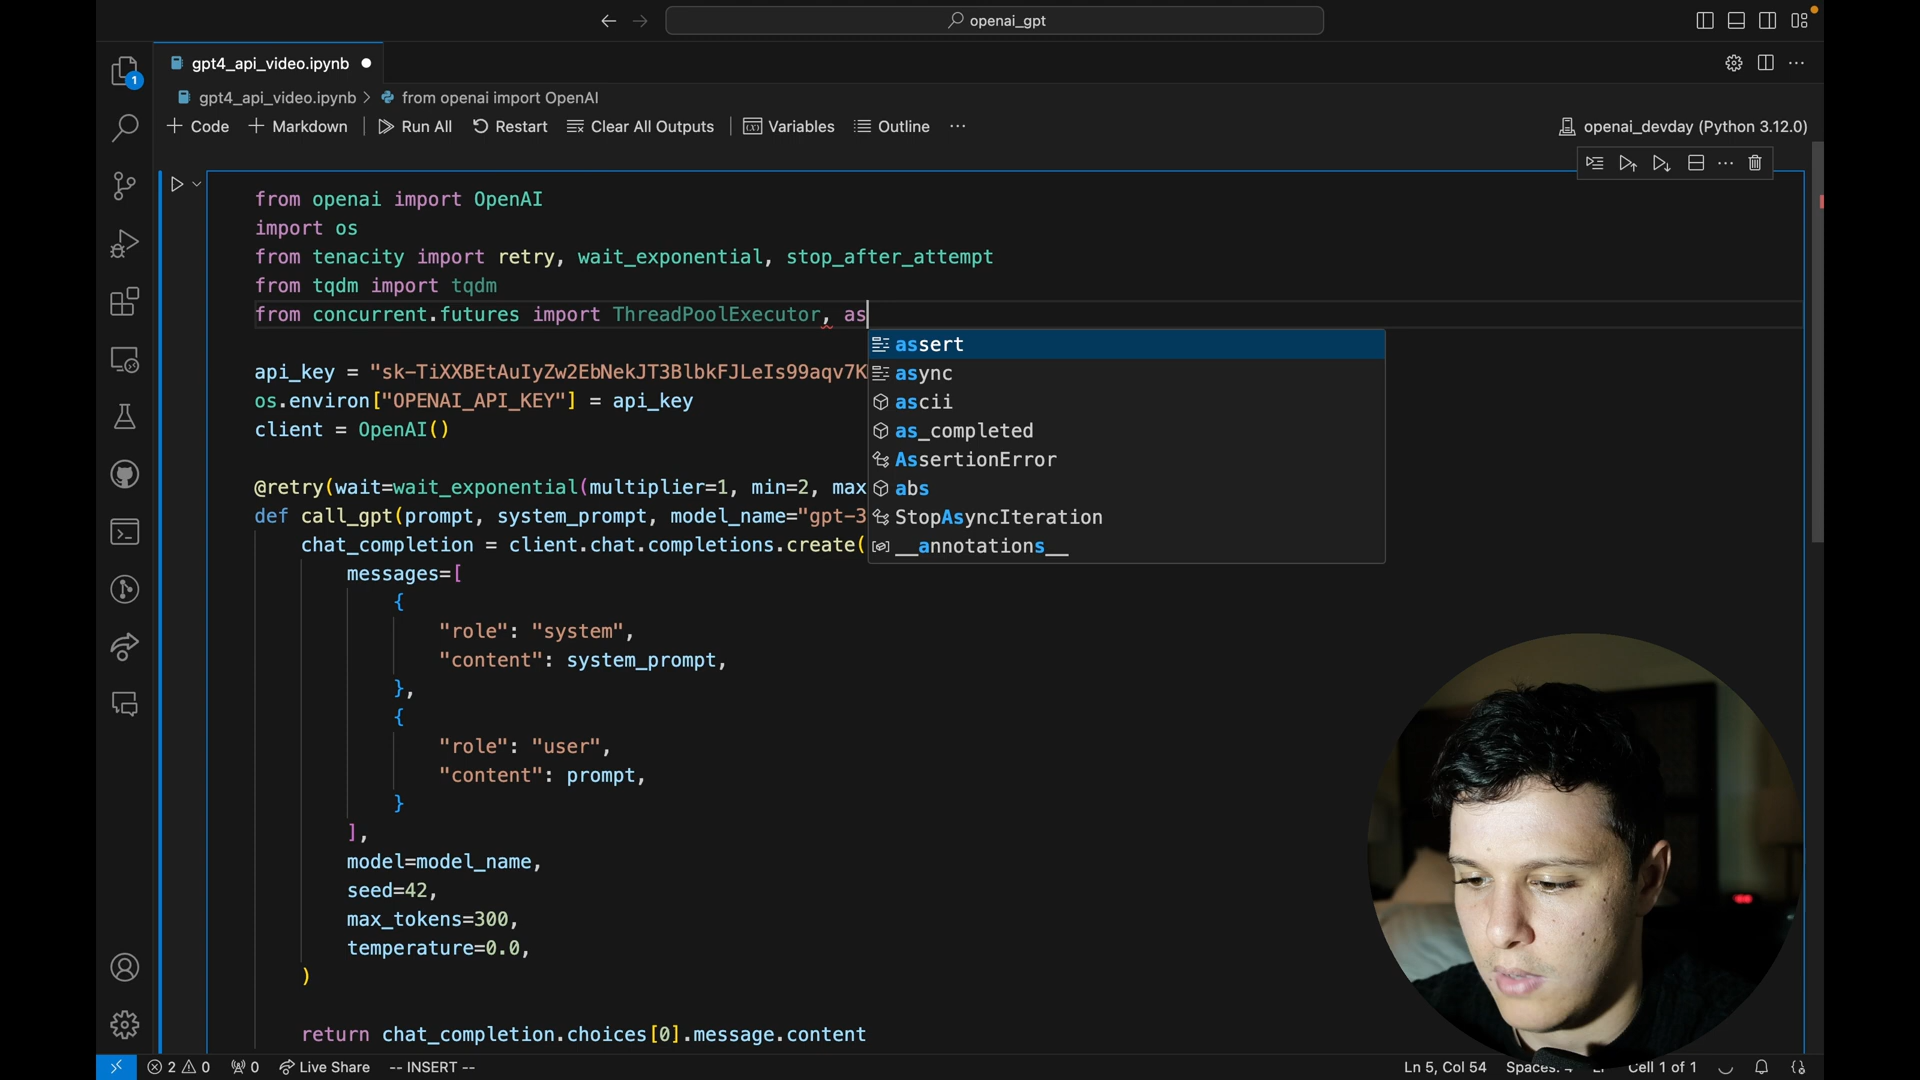 openai_gpt
gpt4_api_video.ipynb
1
gpt4_api_video.ipynb > from openai import OpenAI
+ Code + Markdown Run All Restart Clear All Outputs Variables Outline ...
openai_devday (Python 3.12.0)
from openai import OpenAI
import os
from tenacity import retry, wait_exponential, stop_after_attempt
from tqdm import tqdm
from concurrent.futures import ThreadPoolExecutor, as
assert
async
ascii
as_completed
AssertionError
abs
StopAsyncIteration
__annotations__
api_key = "sk-TiXXBEtAuIyZw2EbNekJT3BlbkFJLeIs99aqv7K
os.environ["OPENAI_API_KEY"] = api_key
client = OpenAI()
@retry(wait=wait_exponential(multiplier=1, min=2, max
def call_gpt(prompt, system_prompt, model_name="gpt-3
chat_completion = client.chat.completions.create(
messages=[
{
"role": "system",
"content": system_prompt,
},
{
"role": "user",
"content": prompt,
}
],
model=model_name,
seed=42,
max_tokens=300,
temperature=0.0,
)
return chat_completion.choices[0].message.content
2 0 0 Live Share -- INSERT --
Ln 5, Col 54 Cell 1 of 1